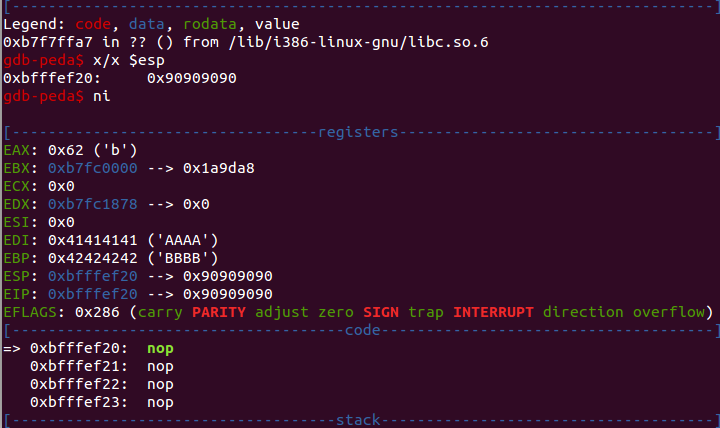 [----------------------------------------------------------------------]
Legend: code, data, rodata, value
0xb7f7ffa7 in ?? () from /lib/i386-linux-gnu/libc.so.6
gdb-peda$ x/x $esp
0xbfffef20:     0x90909090
gdb-peda$ ni
[----------------------------------registers-----------------------------------]
EAX: 0x62 ('b')
EBX: 0xb7fc0000 --> 0x1a9da8
ECX: 0x0
EDX: 0xb7fc1878 --> 0x0
ESI: 0x0
EDI: 0x41414141 ('AAAA')
EBP: 0x42424242 ('BBBB')
ESP: 0xbfffef20 --> 0x90909090
EIP: 0xbfffef20 --> 0x90909090
EFLAGS: 0x286 (carry PARITY adjust zero SIGN trap INTERRUPT direction overflow)
[-------------------------------------code-------------------------------------]
=> 0xbfffef20:  nop
   0xbfffef21:  nop
   0xbfffef22:  nop
   0xbfffef23:  nop
[------------------------------------stack-------------------------------------]